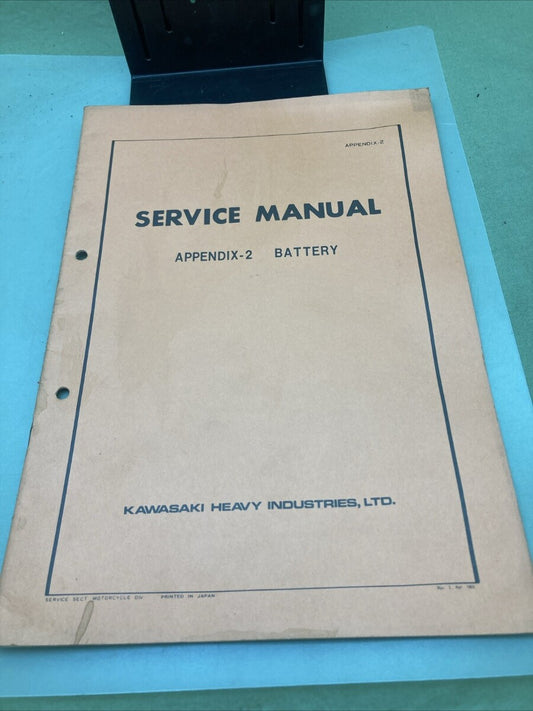 APPENDIX-2
SERVICE MANUAL
APPENDIX-2 BATTERY
KAWASAKI HEAVY INDUSTRIES, LTD.
SERVICE SECT. MOTORCYCLE DIV. PRINTED IN JAPAN